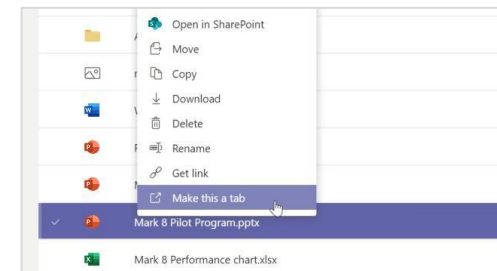 Open in SharePoint
Move
Copy
Download
Delete
Rename
Get link
Make this a tab
Mark 8 Pilot Program.pptx
Mark 8 Performance chart.xlsx